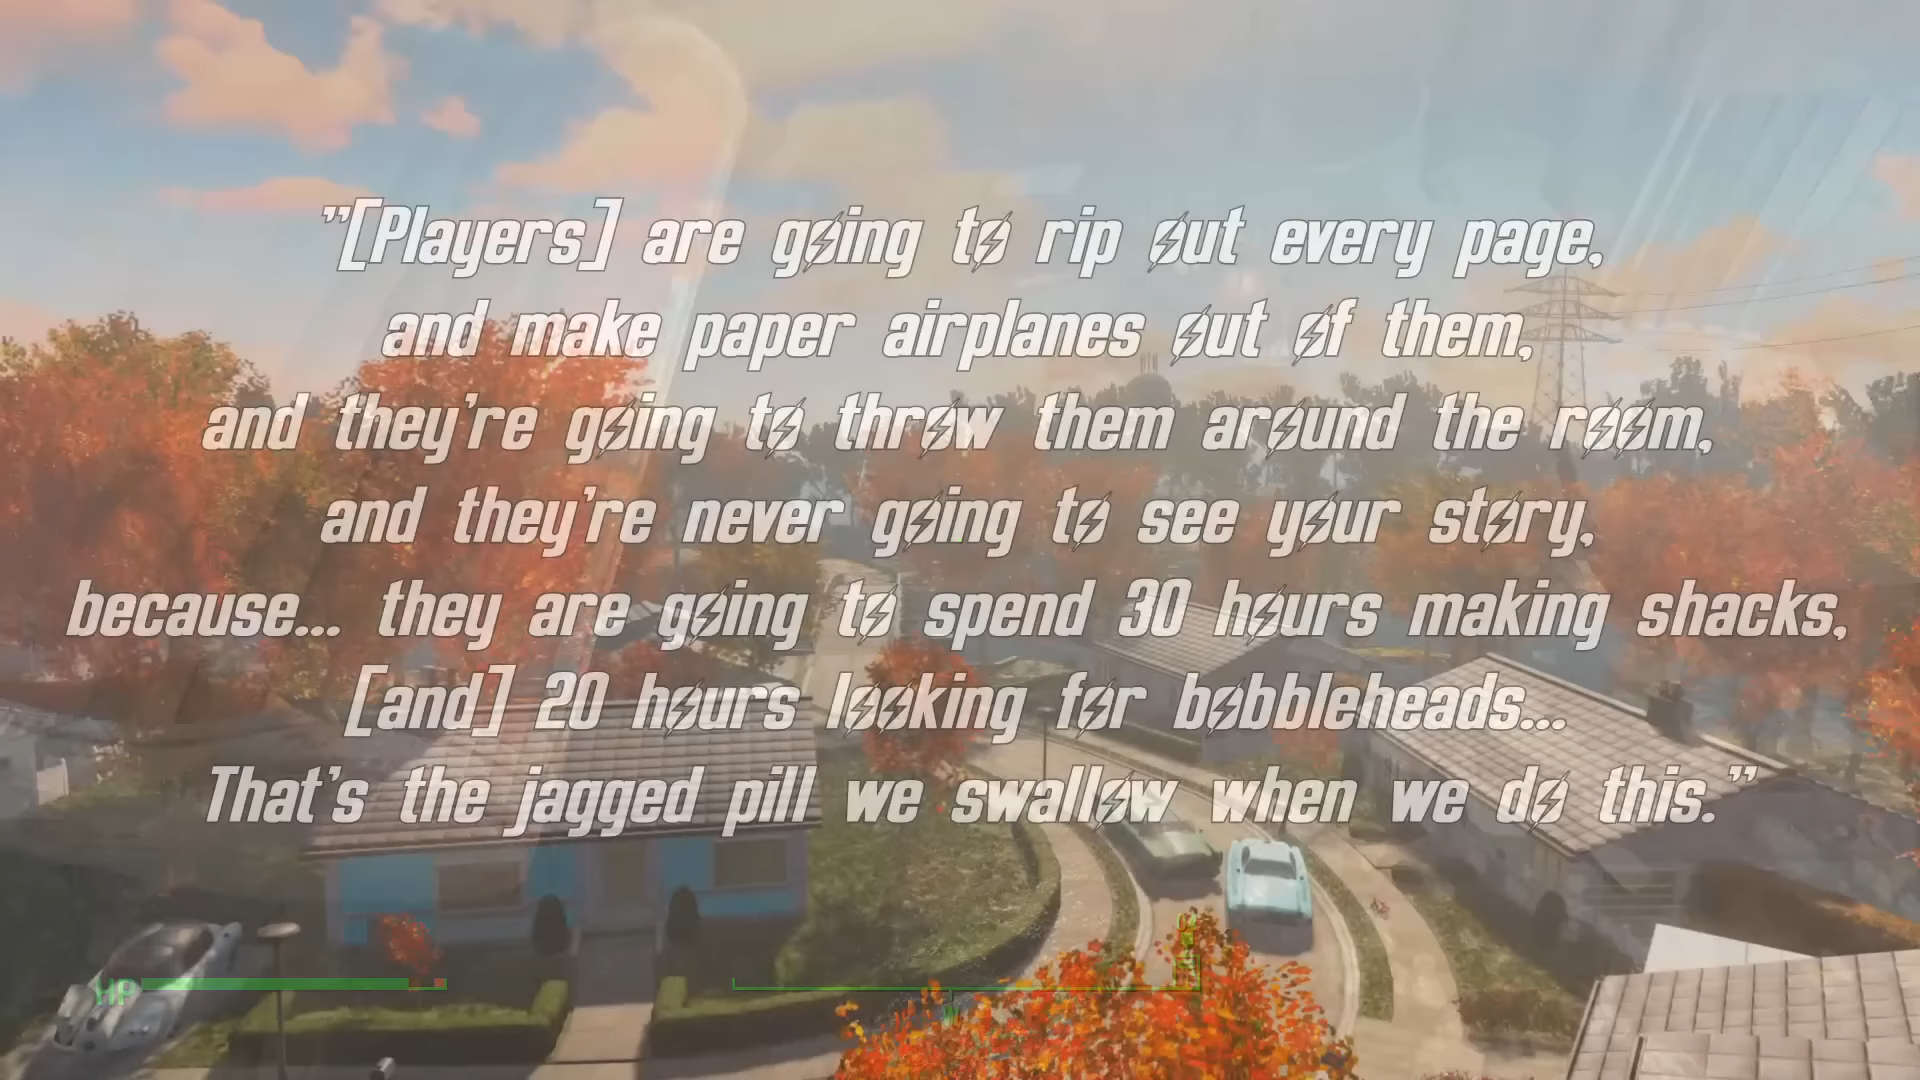 "[Players] are going to rip out every page,
and make paper airplanes out of them,
and they're going to throw them around the room,
and they're never going to see your story,
because... they are going to spend 30 hours making shacks,
[and] 20 hours looking for bobbleheads...
That's the jagged pill we swallow when we do this."
HP